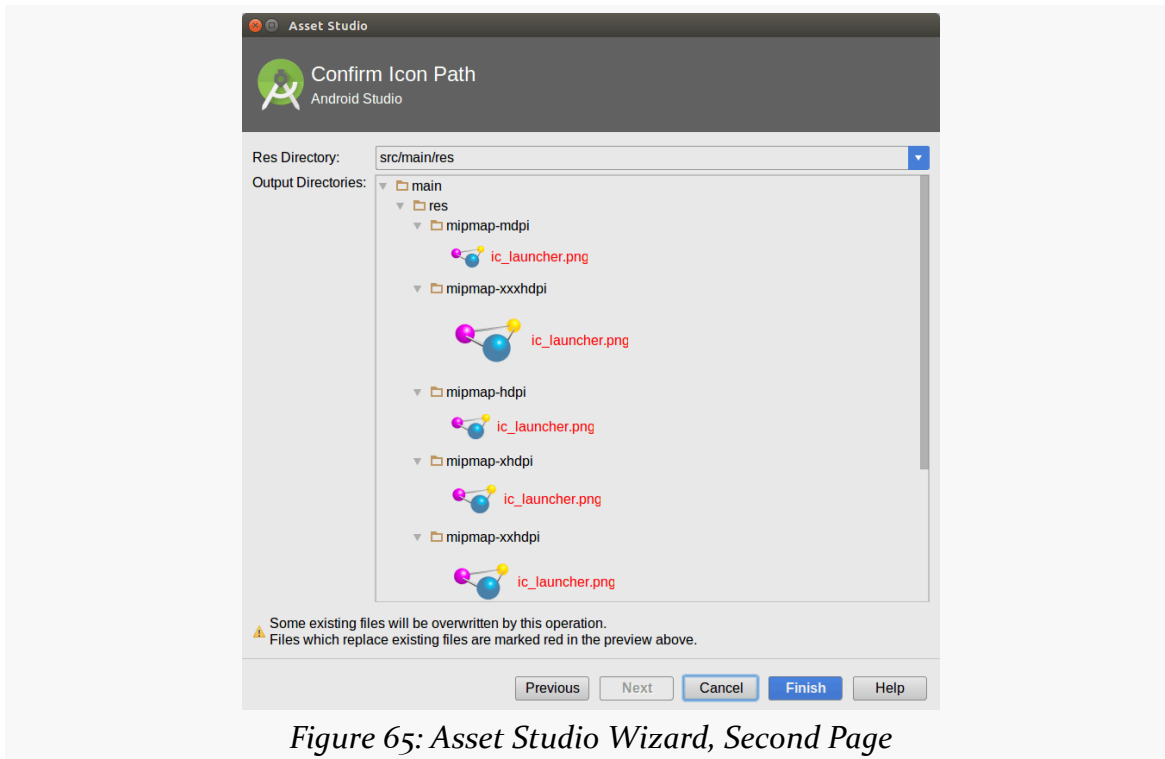 Asset Studio
Confirm Icon Path
Android Studio
Res Directory: src/main/res
Output Directories:
main
res
mipmap-mdpi
ic_launcher.png
mipmap-xxxhdpi
ic_launcher.png
mipmap-hdpi
ic_launcher.png
mipmap-xhdpi
ic_launcher.png
mipmap-xxhdpi
ic_launcher.png
Some existing files will be overwritten by this operation.
Files which replace existing files are marked red in the preview above.
Previous Next Cancel Finish Help
Figure 65: Asset Studio Wizard, Second Page